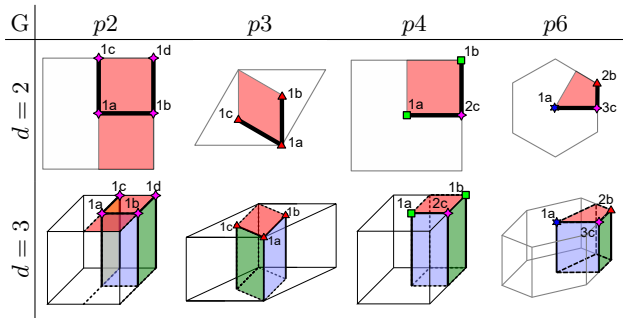 G p2 p3 p4 p6
d = 2
1c 1d 1a 1b
1c 1b 1a
1b 1a 2c
1a 2b 3c
d = 3
1c 1d 1a 1b
1c 1b 1a
1b 1a 2c
1a 2b 3c